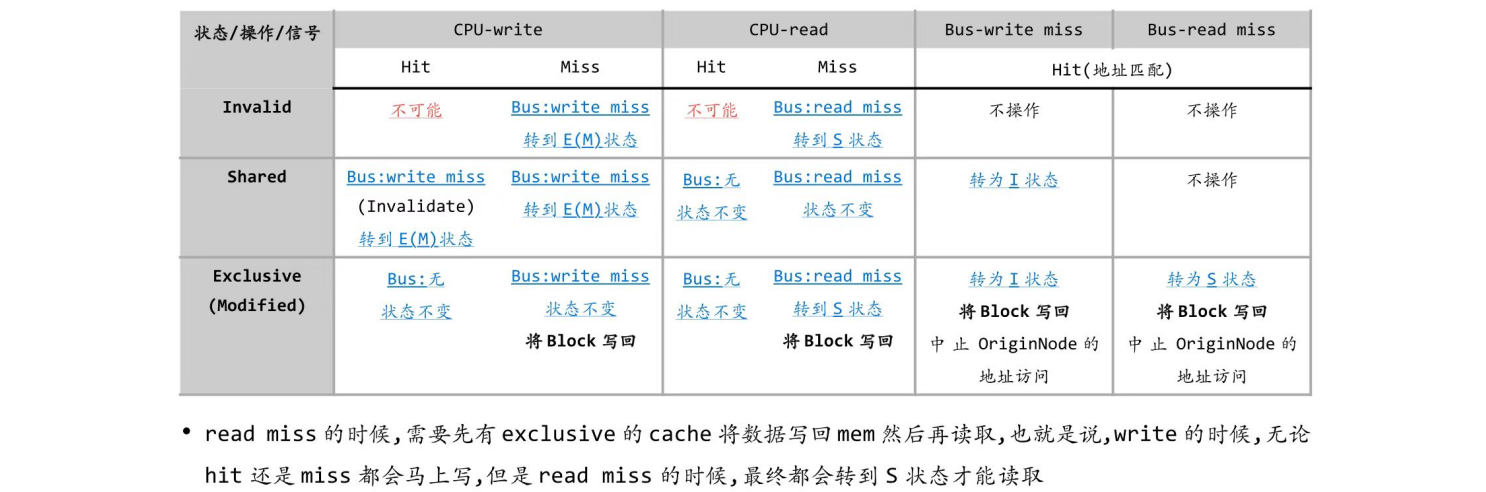 状态/操作/信号 CPU-write CPU-read Bus-write miss Bus-read miss
Hit Miss Hit Miss Hit(地址匹配)
Invalid 不可能 Bus:write miss 不可能 Bus:read miss 不操作 不操作
转到 E(M)状态 转到 S 状态
Shared Bus:write miss Bus:write miss Bus:无 Bus:read miss 转为 I 状态 不操作
(Invalidate) 转到 E(M)状态 状态不变 状态不变
转到 E(M)状态
Exclusive Bus:无 Bus:write miss Bus:无 Bus:read miss 转为 I 状态 转为 S 状态
(Modified) 状态不变 状态不变 状态不变 转到 S 状态 将 Block 写回 将 Block 写回
将 Block 写回 将 Block 写回 中 止 OriginNode 的 中 止 OriginNode 的
地址访问 地址访问
• read miss 的时候,需要先有 exclusive 的 cache 将数据写回 mem 然后再读取,也就是说,write 的时候,无论
hit 还是 miss 都会马上写,但是 read miss 的时候,最终都会转到 S 状态才能读取